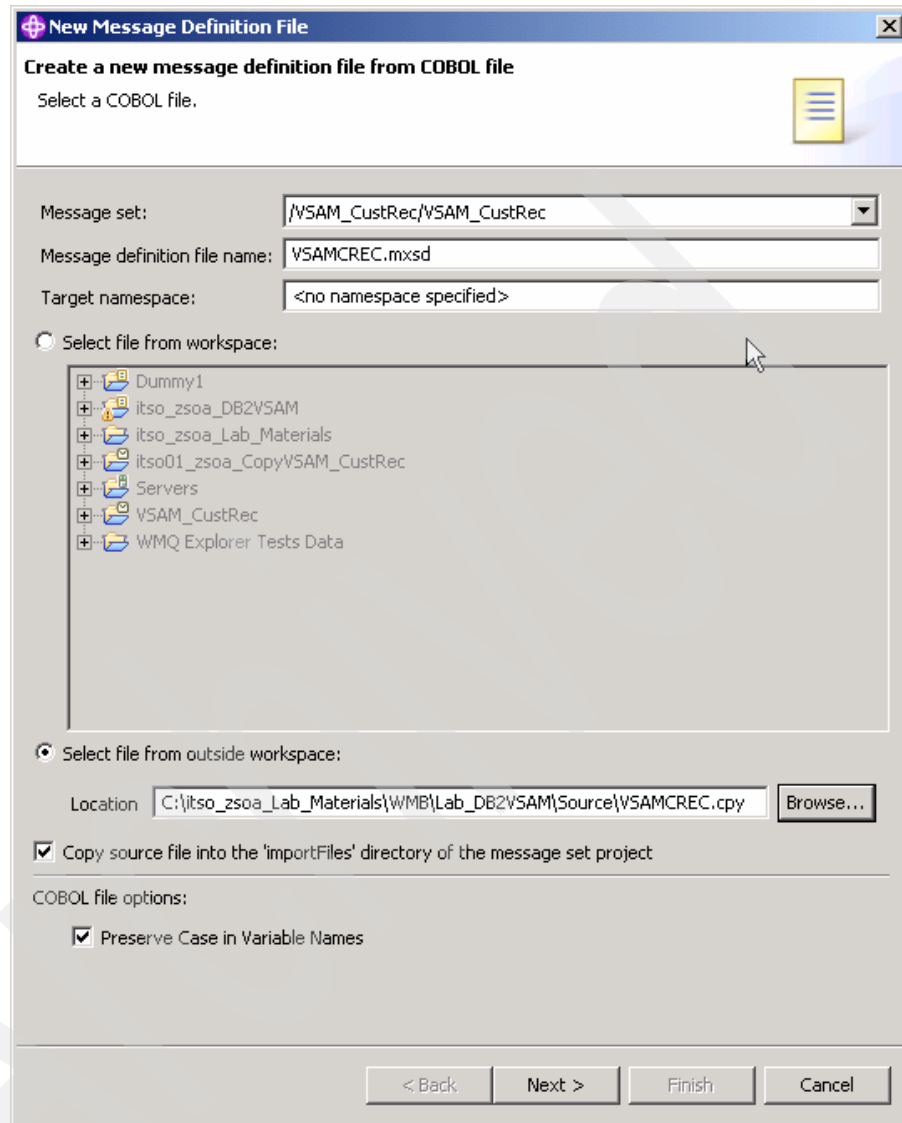 New Message Definition File
Create a new message definition file from COBOL file
Select a COBOL file.
Message set: /VSAM_CustRec/VSAM_CustRec
Message definition file name: VSAMCREC.mxsd
Target namespace: <no namespace specified>
Select file from workspace:
Dummy1
itso_zsoa_DB2VSAM
itso_zsoa_Lab_Materials
itso01_zsoa_CopyVSAM_CustRec
Servers
VSAM_CustRec
WMQ Explorer Tests Data
Select file from outside workspace:
Location C:\itso_zsoa_Lab_Materials\WMB\Lab_DB2VSAM\Source\VSAMCREC.cpy Browse...
Copy source file into the 'importFiles' directory of the message set project
COBOL file options:
Preserve Case in Variable Names
< Back Next > Finish Cancel